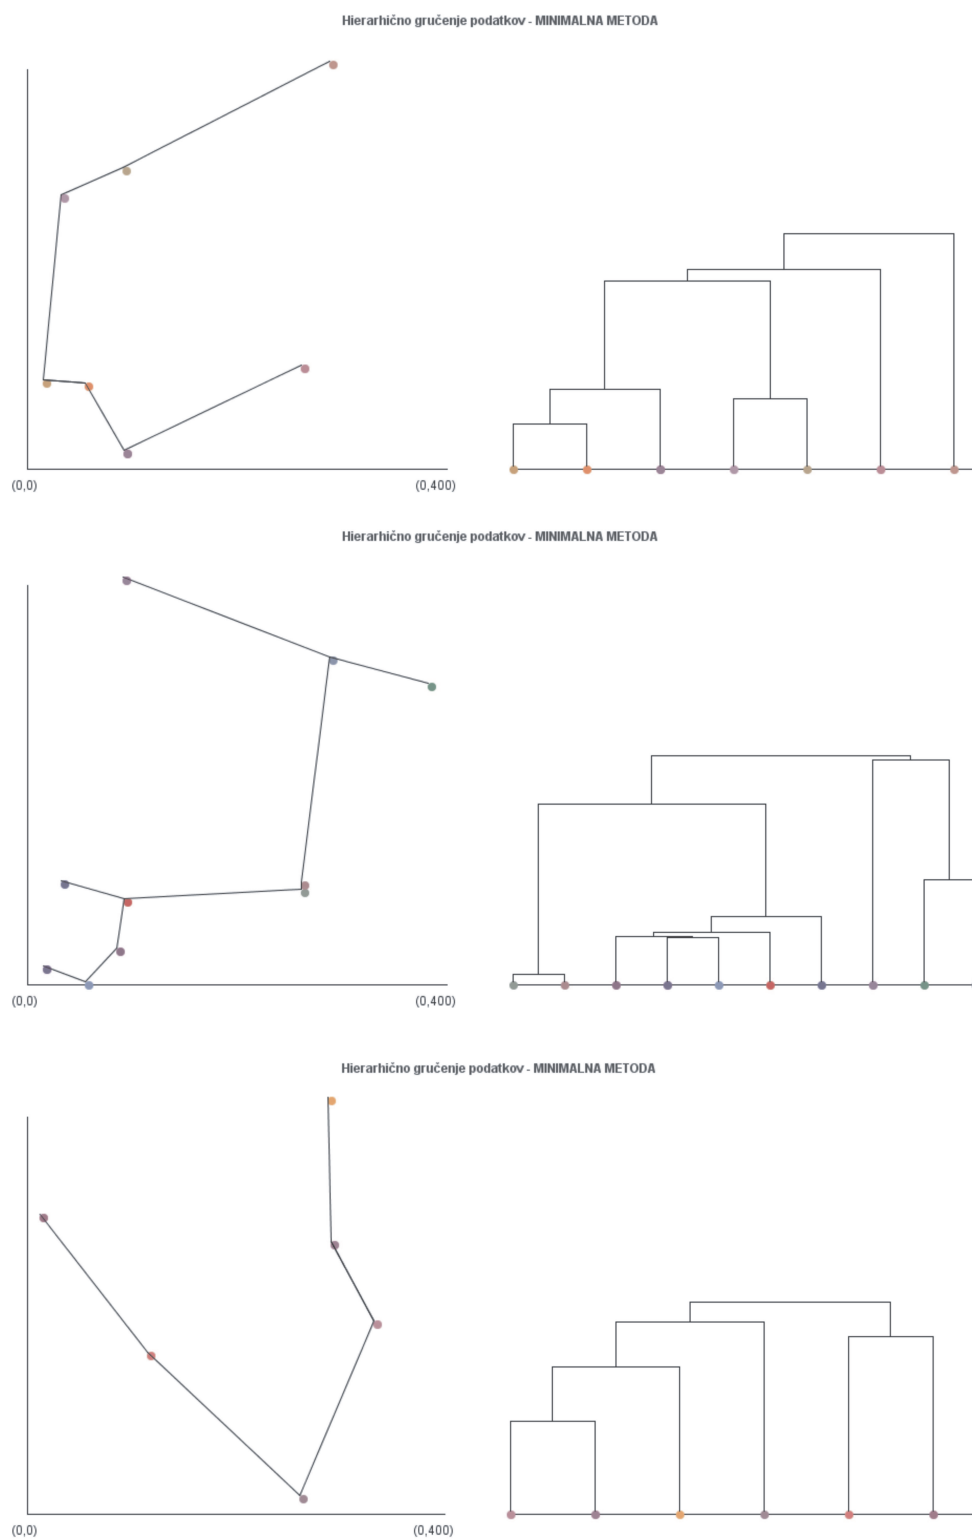 Hierarhično gručenje podatkov - MINIMALNA METODA
(0,0) (0,400)
Hierarhično gručenje podatkov - MINIMALNA METODA
(0,0) (0,400)
Hierarhično gručenje podatkov - MINIMALNA METODA
(0,0) (0,400)